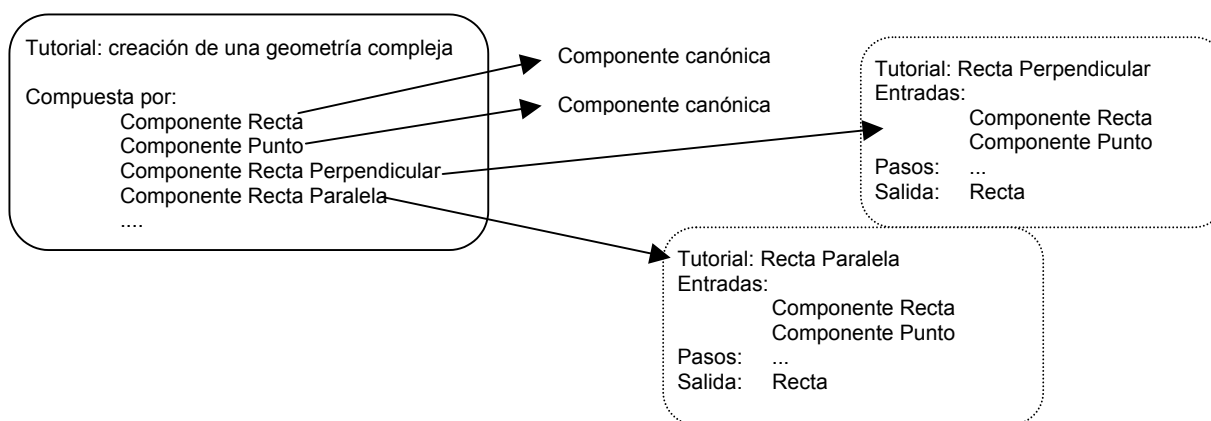 Tutorial: creación de una geometría compleja
Compuesta por:
Componente Recta
Componente Punto
Componente Recta Perpendicular
Componente Recta Paralela
....
Componente canónica
Componente canónica
Tutorial: Recta Perpendicular
Entradas:
Componente Recta
Componente Punto
Pasos: ...
Salida: Recta
Tutorial: Recta Paralela
Entradas:
Componente Recta
Componente Punto
Pasos: ...
Salida: Recta